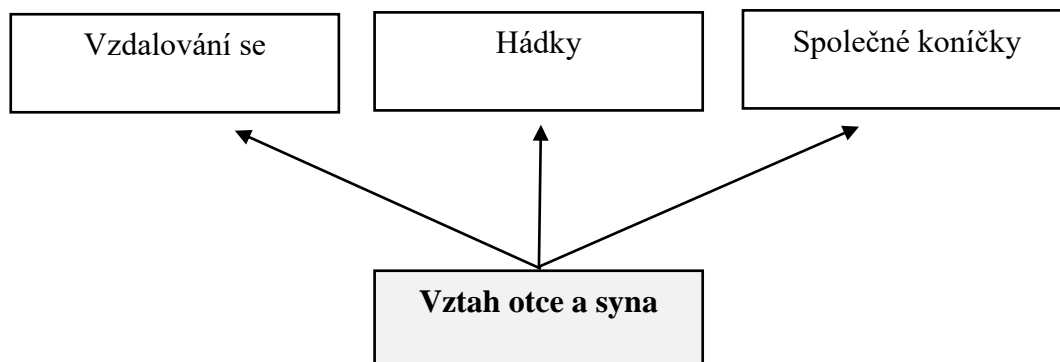 Vzdalování se
Hádky
Společné koníčky
Vztah otce a syna